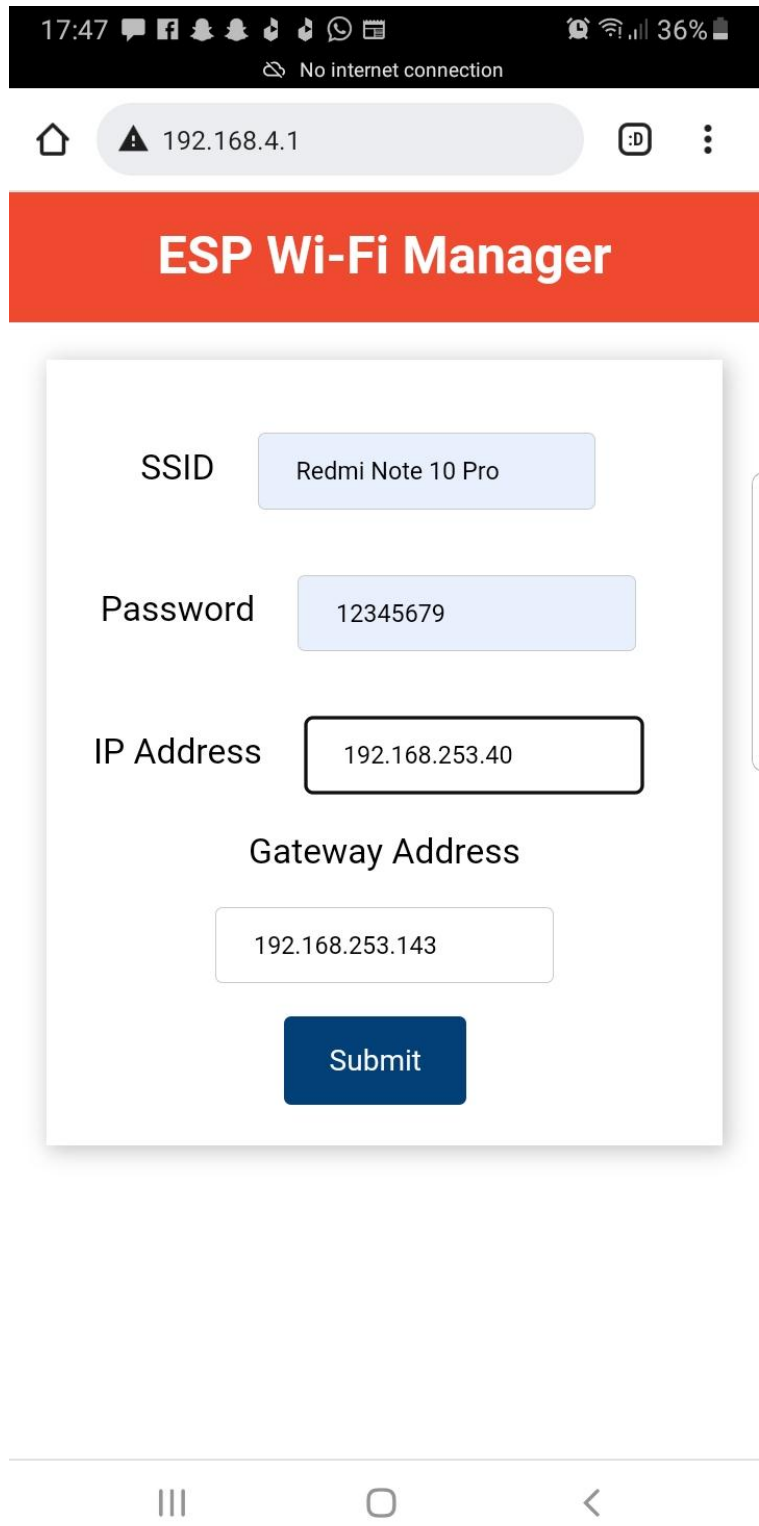 17:47 36%
No internet connection
192.168.4.1 :D
ESP Wi-Fi Manager
SSID Redmi Note 10 Pro
Password 12345679
IP Address 192.168.253.40
Gateway Address
192.168.253.143
Submit